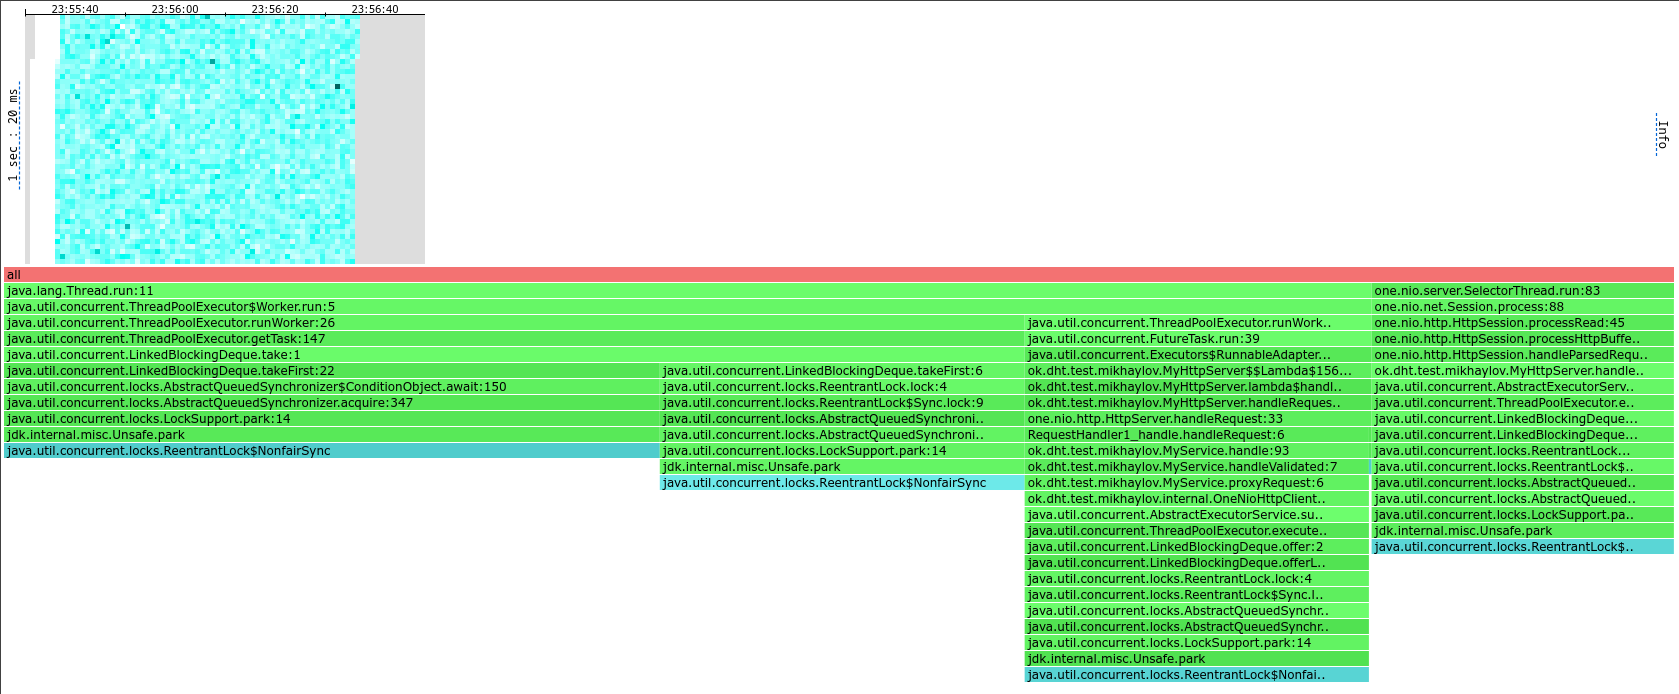 23:55:40 23:56:00 23:56:20 23:56:40
1 sec : 20 ms
Info
all
java.lang.Thread.run:11 one.nio.server.SelectorThread.run:83
java.util.concurrent.ThreadPoolExecutor$Worker.run:5 one.nio.net.Session.process:88
java.util.concurrent.ThreadPoolExecutor.runWorker:26 java.util.concurrent.ThreadPoolExecutor.runWork.. one.nio.http.HttpSession.processRead:45
java.util.concurrent.ThreadPoolExecutor.getTask:147 java.util.concurrent.FutureTask.run:39 one.nio.http.HttpSession.processHttpBuffe..
java.util.concurrent.LinkedBlockingDeque.take:1 java.util.concurrent.Executors$RunnableAdapter... one.nio.http.HttpSession.handleParsedRequ..
java.util.concurrent.LinkedBlockingDeque.takeFirst:22 java.util.concurrent.LinkedBlockingDeque.takeFirst:6 ok.dht.test.mikhaylov.MyHttpServer$$Lambda$156... ok.dht.test.mikhaylov.MyHttpServer.handle..
java.util.concurrent.locks.AbstractQueuedSynchronizer$ConditionObject.await:150 java.util.concurrent.locks.ReentrantLock.lock:4 ok.dht.test.mikhaylov.MyHttpServer.lambda$handl.. java.util.concurrent.AbstractExecutorServ..
java.util.concurrent.locks.AbstractQueuedSynchronizer.acquire:347 java.util.concurrent.locks.ReentrantLock$Sync.lock:9 ok.dht.test.mikhaylov.MyHttpServer.handleReques.. java.util.concurrent.ThreadPoolExecutor.e..
java.util.concurrent.locks.LockSupport.park:14 java.util.concurrent.locks.AbstractQueuedSynchroni.. one.nio.http.HttpServer.handleRequest:33 java.util.concurrent.LinkedBlockingDeque...
jdk.internal.misc.Unsafe.park java.util.concurrent.locks.AbstractQueuedSynchroni.. RequestHandler1_handle.handleRequest:6 java.util.concurrent.LinkedBlockingDeque...
java.util.concurrent.locks.ReentrantLock$NonfairSync java.util.concurrent.locks.LockSupport.park:14 ok.dht.test.mikhaylov.MyService.handle:93 java.util.concurrent.locks.ReentrantLock...
jdk.internal.misc.Unsafe.park ok.dht.test.mikhaylov.MyService.handleValidated:7 java.util.concurrent.locks.ReentrantLock$..
java.util.concurrent.locks.ReentrantLock$NonfairSync ok.dht.test.mikhaylov.MyService.proxyRequest:6 java.util.concurrent.locks.AbstractQueued..
ok.dht.test.mikhaylov.internal.OneNioHttpClient.. java.util.concurrent.locks.AbstractQueued..
java.util.concurrent.AbstractExecutorService.su.. java.util.concurrent.locks.LockSupport.pa..
java.util.concurrent.ThreadPoolExecutor.execute.. jdk.internal.misc.Unsafe.park
java.util.concurrent.LinkedBlockingDeque.offer:2 java.util.concurrent.locks.ReentrantLock$..
java.util.concurrent.LinkedBlockingDeque.offerL..
java.util.concurrent.locks.ReentrantLock.lock:4
java.util.concurrent.locks.ReentrantLock$Sync.l..
java.util.concurrent.locks.AbstractQueuedSynchr..
java.util.concurrent.locks.AbstractQueuedSynchr..
java.util.concurrent.locks.LockSupport.park:14
jdk.internal.misc.Unsafe.park
java.util.concurrent.locks.ReentrantLock$Nonfai..